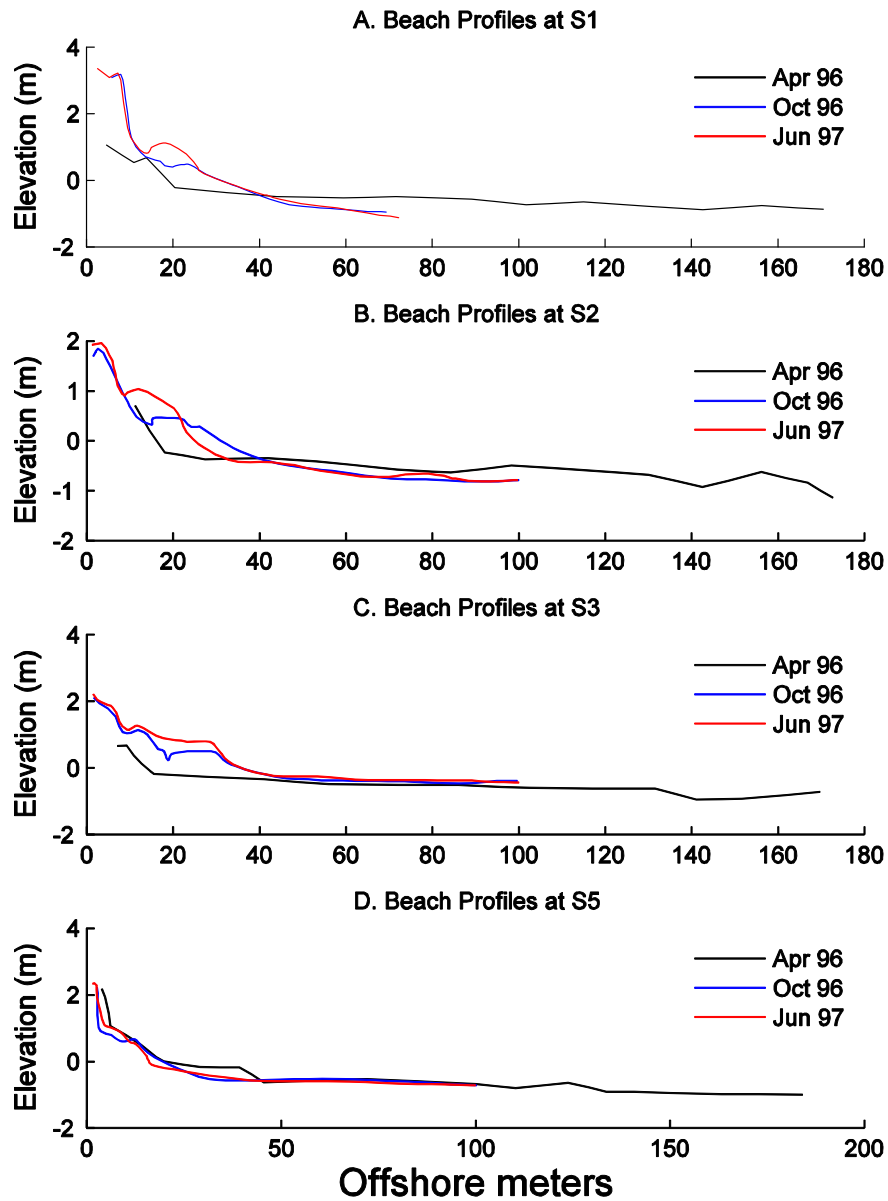 A. Beach Profiles at S1
4
2
0
-2
Elevation (m)
Apr 96
Oct 96
Jun 97
0 20 40 60 80 100 120 140 160 180
B. Beach Profiles at S2
2
1
0
-1
-2
Elevation (m)
Apr 96
Oct 96
Jun 97
0 20 40 60 80 100 120 140 160 180
C. Beach Profiles at S3
4
2
0
-2
Elevation (m)
Apr 96
Oct 96
Jun 97
0 20 40 60 80 100 120 140 160 180
D. Beach Profiles at S5
4
2
0
-2
Elevation (m)
Apr 96
Oct 96
Jun 97
0 50 100 150 200
Offshore meters